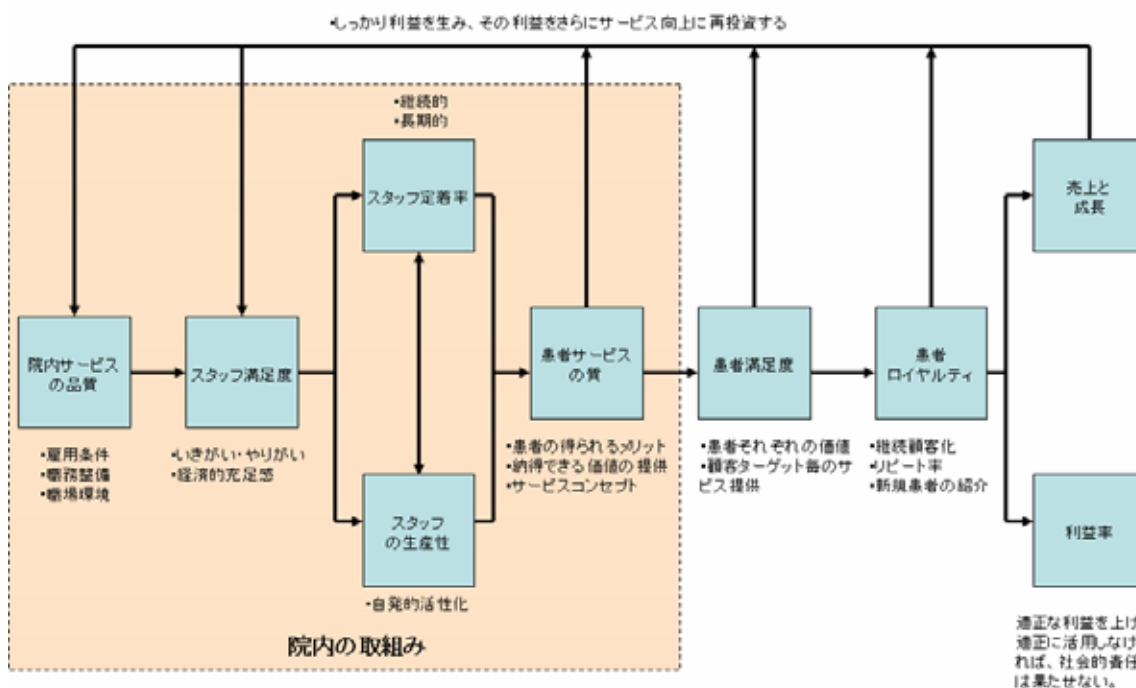 •しっかり利益を生み、その利益をさらにサービス向上に再投資する
•継続的
•長期的
スタッフ定着率
売上と
成長
院内サービス
の品質
スタッフ満足度
患者サービス
の質
患者満足度
患者
ロイヤルティ
•雇用条件
•職務整備
•職場環境
•いきがい・やりがい
•経済的充足感
•患者の得られるメリット
•納得できる価値の提供
•サービスコンセプト
•患者それぞれの価値
•顧客ターゲット毎のサ
ービス提供
•継続顧客化
•リピート率
•新規患者の紹介
スタッフ
の生産性
利益率
•自発的活性化
院内の取組み
適正な利益を上げ
適正に活用しなけ
れば、社会的責任
は果たせない。